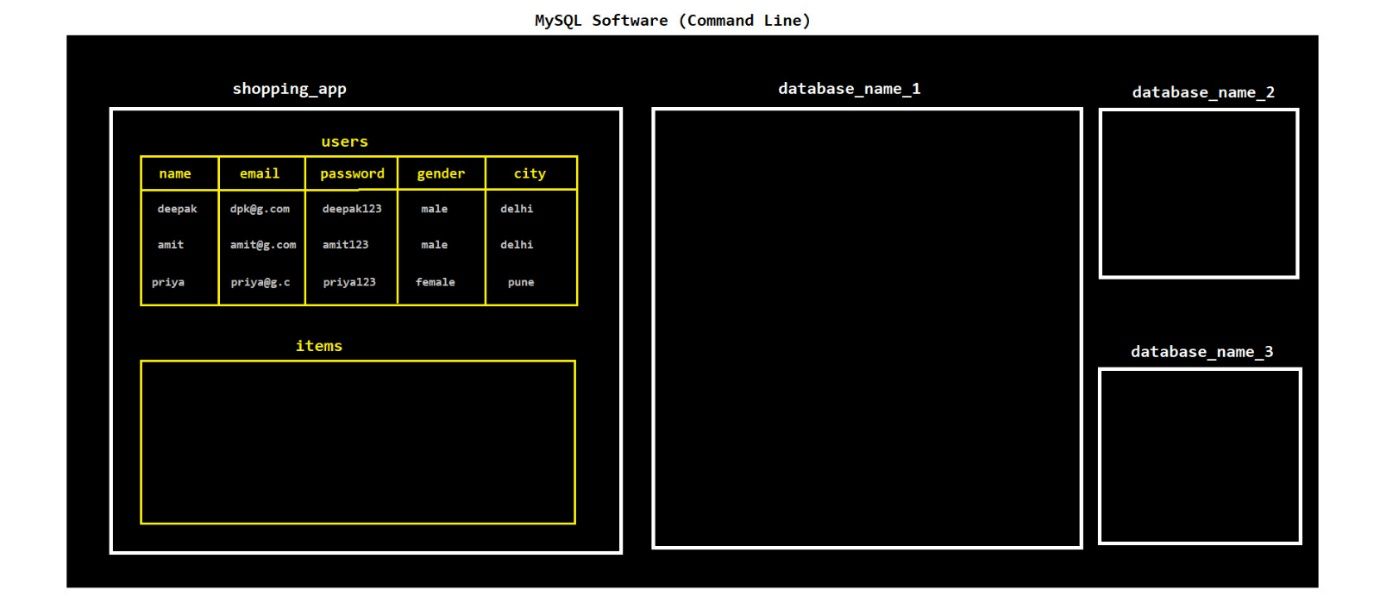 MySQL Software (Command Line)
shopping_app
users
name email password gender city
deepak dpk@g.com deepak123 male delhi
amit amit@g.com amit123 male delhi
priya priya@g.c priya123 female pune
items
database_name_1
database_name_2
database_name_3